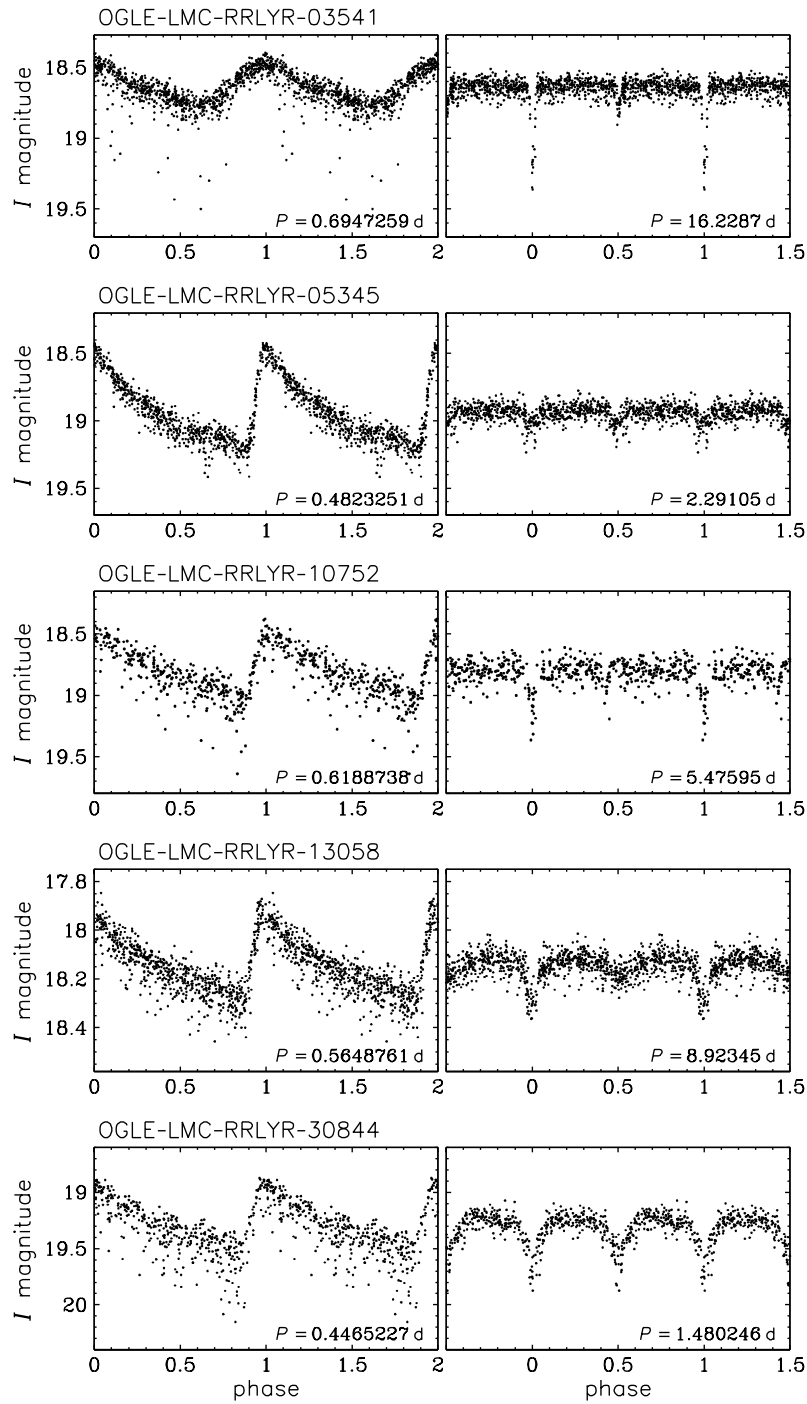 OGLE-LMC-RRLYR-03541
I magnitude
18.5
19
19.5
P = 0.6947259 d
P = 16.2287 d
0 0.5 1 1.5 2
0 0.5 1 1.5
OGLE-LMC-RRLYR-05345
I magnitude
18.5
19
19.5
P = 0.4823251 d
P = 2.29105 d
0 0.5 1 1.5 2
0 0.5 1 1.5
OGLE-LMC-RRLYR-10752
I magnitude
18.5
19
19.5
P = 0.6188738 d
P = 5.47595 d
0 0.5 1 1.5 2
0 0.5 1 1.5
OGLE-LMC-RRLYR-13058
I magnitude
17.8
18
18.2
18.4
P = 0.5648761 d
P = 8.92345 d
0 0.5 1 1.5 2
0 0.5 1 1.5
OGLE-LMC-RRLYR-30844
I magnitude
19
19.5
20
P = 0.4465227 d
P = 1.480246 d
0 0.5 1 1.5 2
0 0.5 1 1.5
phase
phase